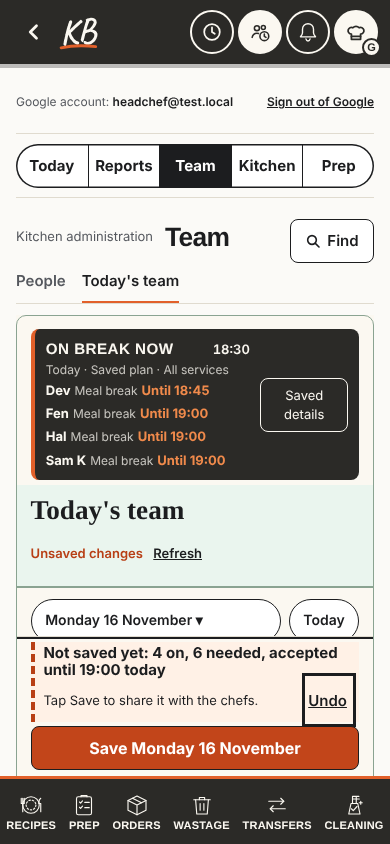 KB
G
Google account: headchef@test.local Sign out of Google
Today Reports Team Kitchen Prep
Kitchen administration Team Find
People Today's team
ON BREAK NOW 18:30
Today · Saved plan · All services
Dev Meal break Until 18:45
Fen Meal break Until 19:00
Hal Meal break Until 19:00
Sam K Meal break Until 19:00
Saved
details
Today's team
Unsaved changes Refresh
Monday 16 November ▾ Today
Not saved yet: 4 on, 6 needed, accepted
until 19:00 today
Tap Save to share it with the chefs. Undo
Save Monday 16 November
RECIPES PREP ORDERS WASTAGE TRANSFERS CLEANING